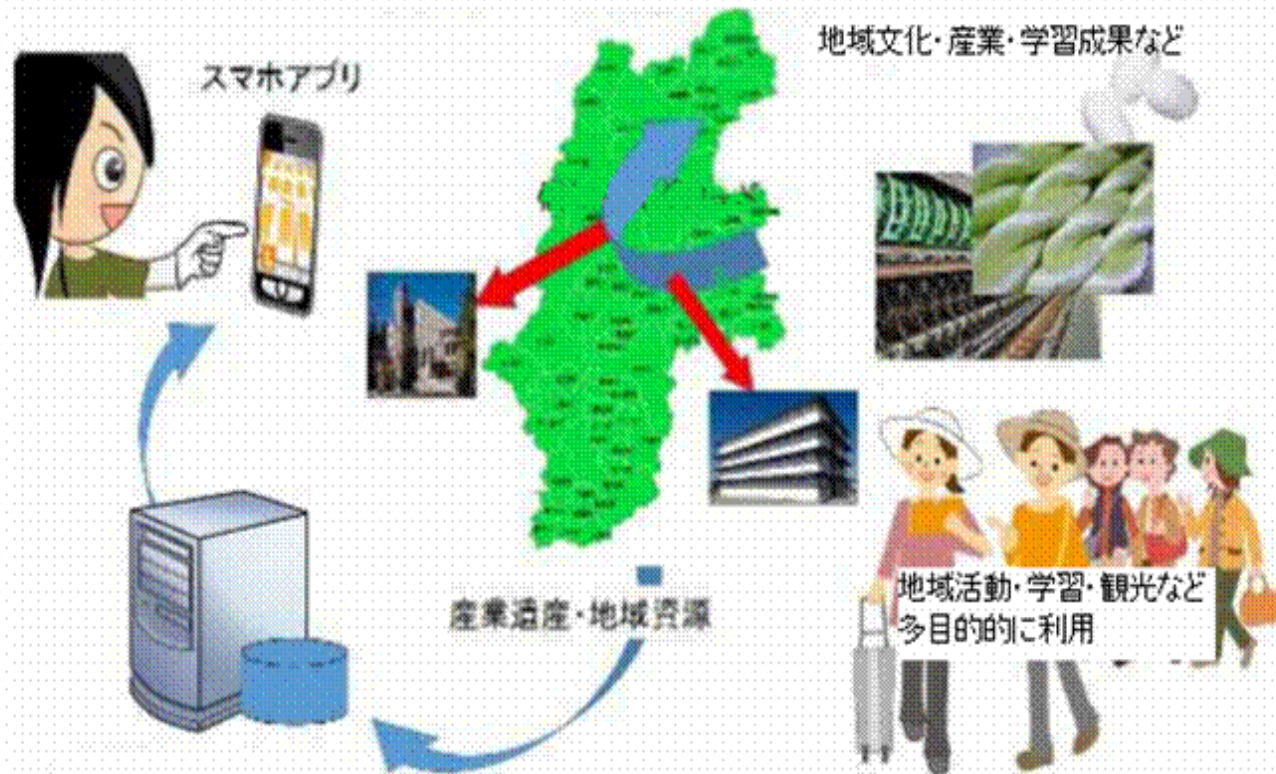 地域文化・産業・学習成果など
スマホアプリ
産業遺産・地域資源
地域活動・学習・観光など
多目的的に利用